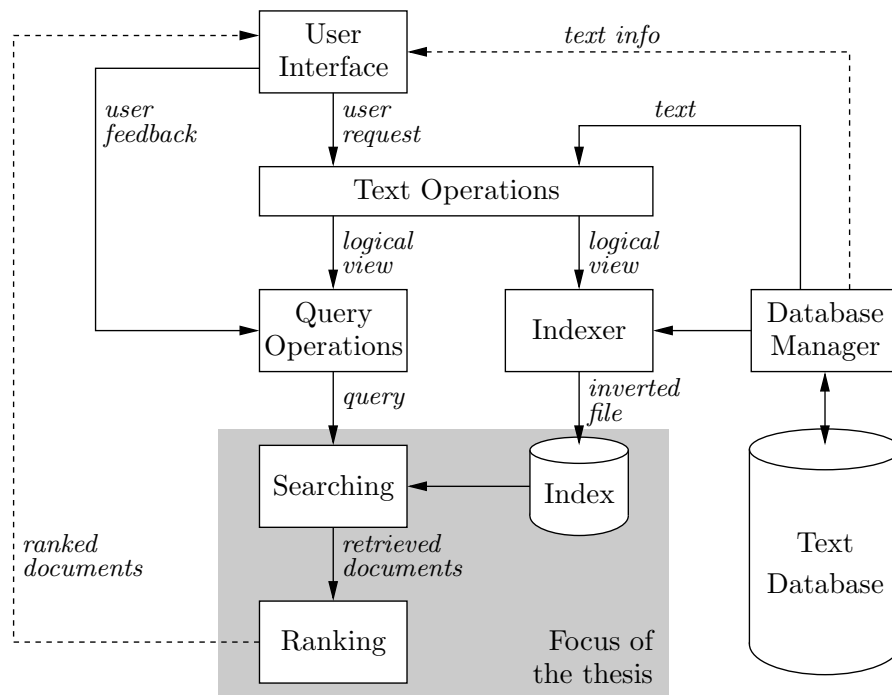 User
Interface
text info
user
feedback
user
request
text
Text Operations
logical
view
logical
view
Query
Operations
Indexer
Database
Manager
query
inverted
file
Searching
Index
ranked
documents
retrieved
documents
Text
Database
Ranking
Focus of
the thesis